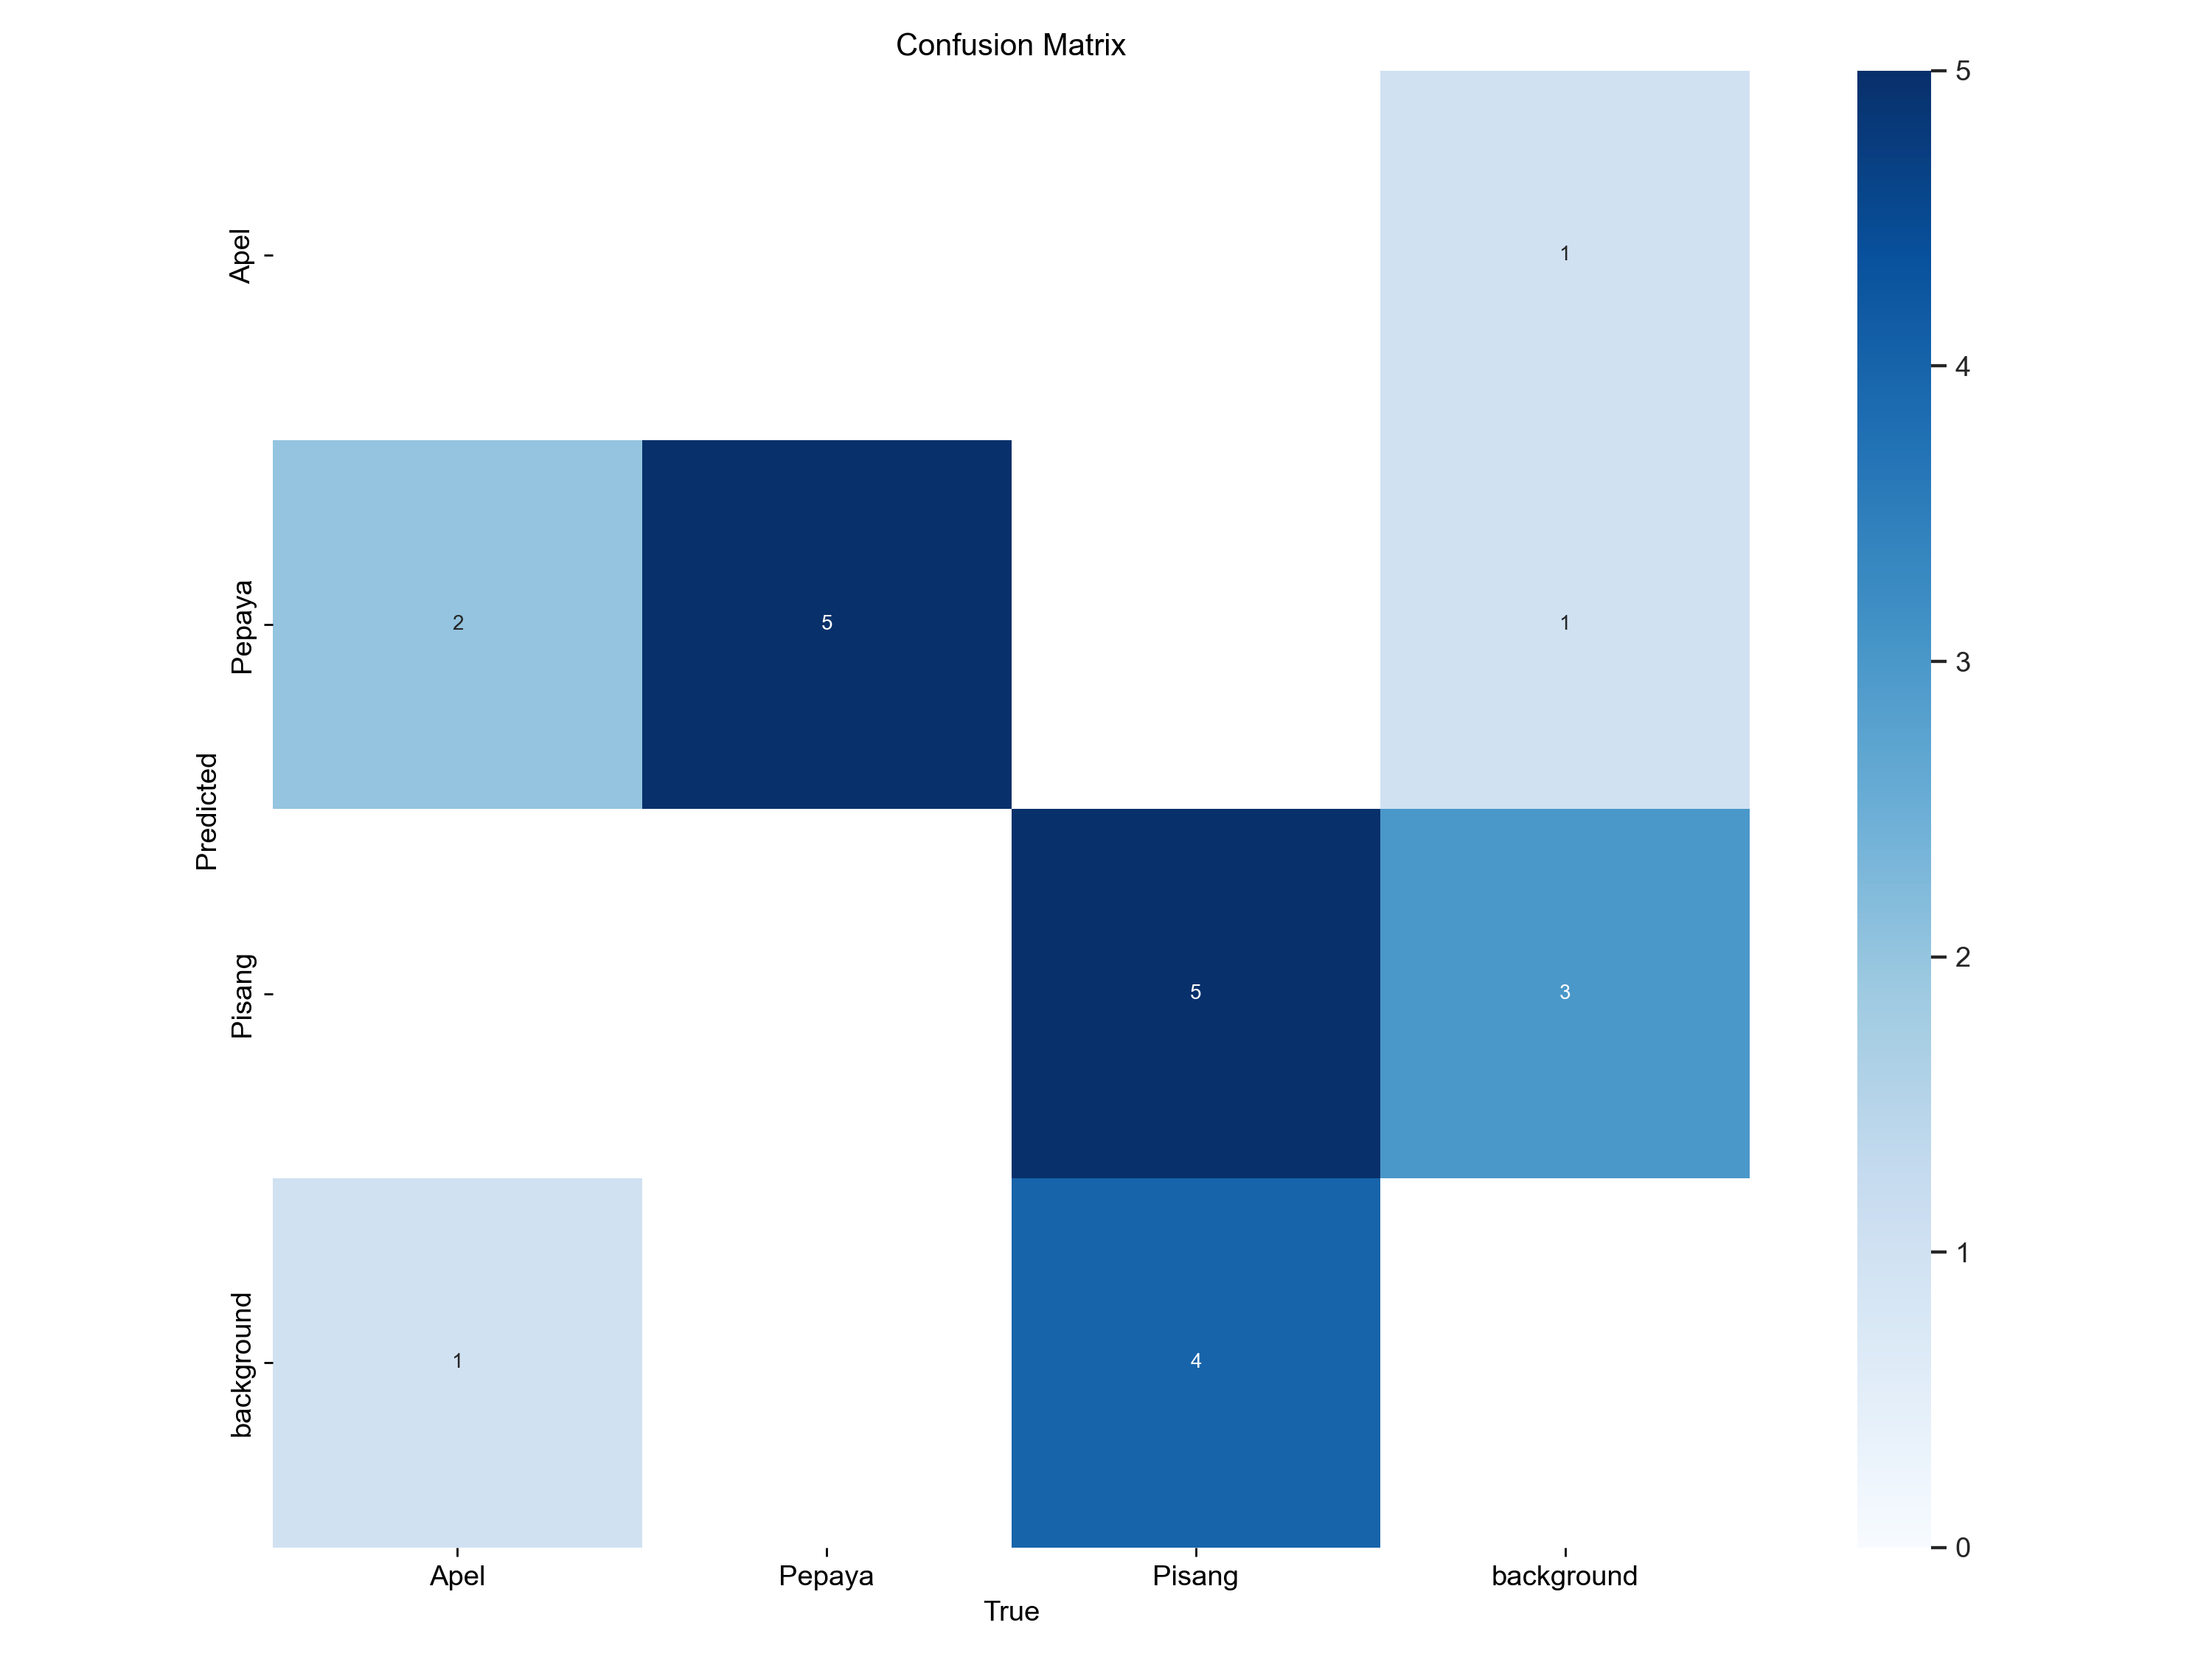 Confusion Matrix
5
4
3
2
1
0
Predicted
Apel
Pepaya
Pisang
background
1
2 5 1
5 3
1 4
Apel Pepaya Pisang background
True